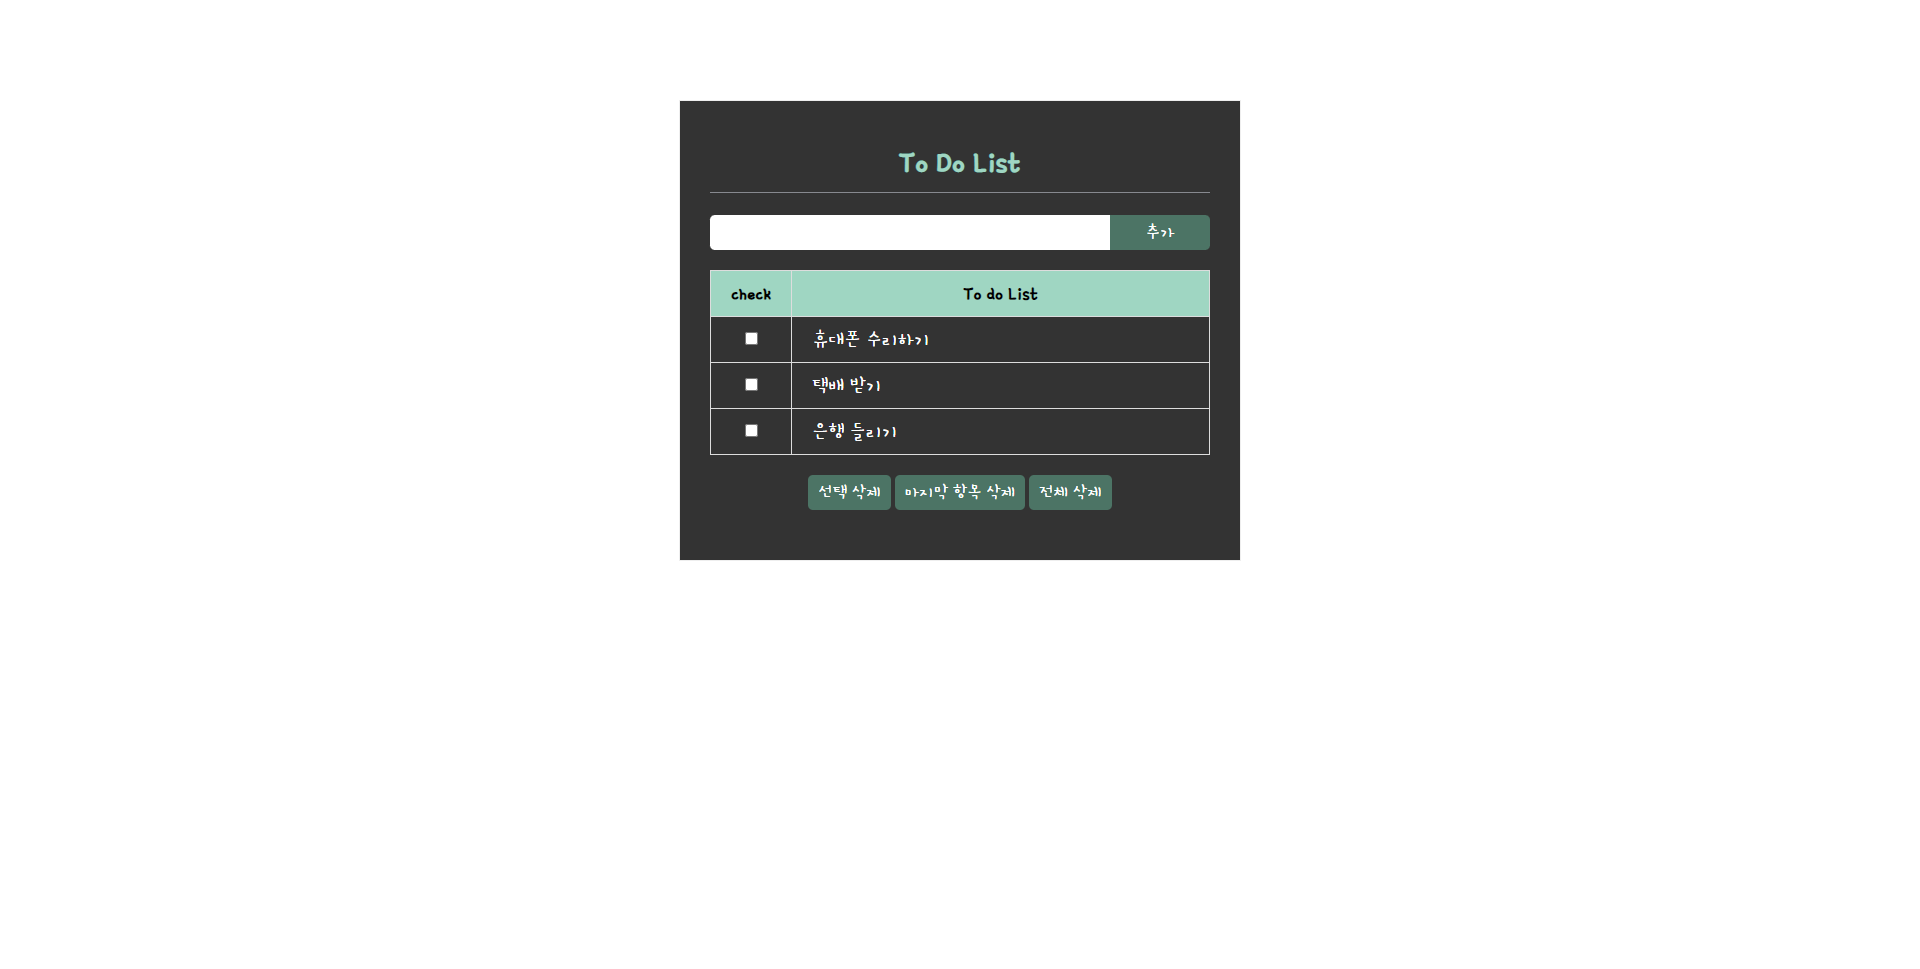 To Do List
추가
check To do List
휴대폰 수리하기
택배 받기
은행 들리기
선택 삭제 마지막 항목 삭제 전체 삭제